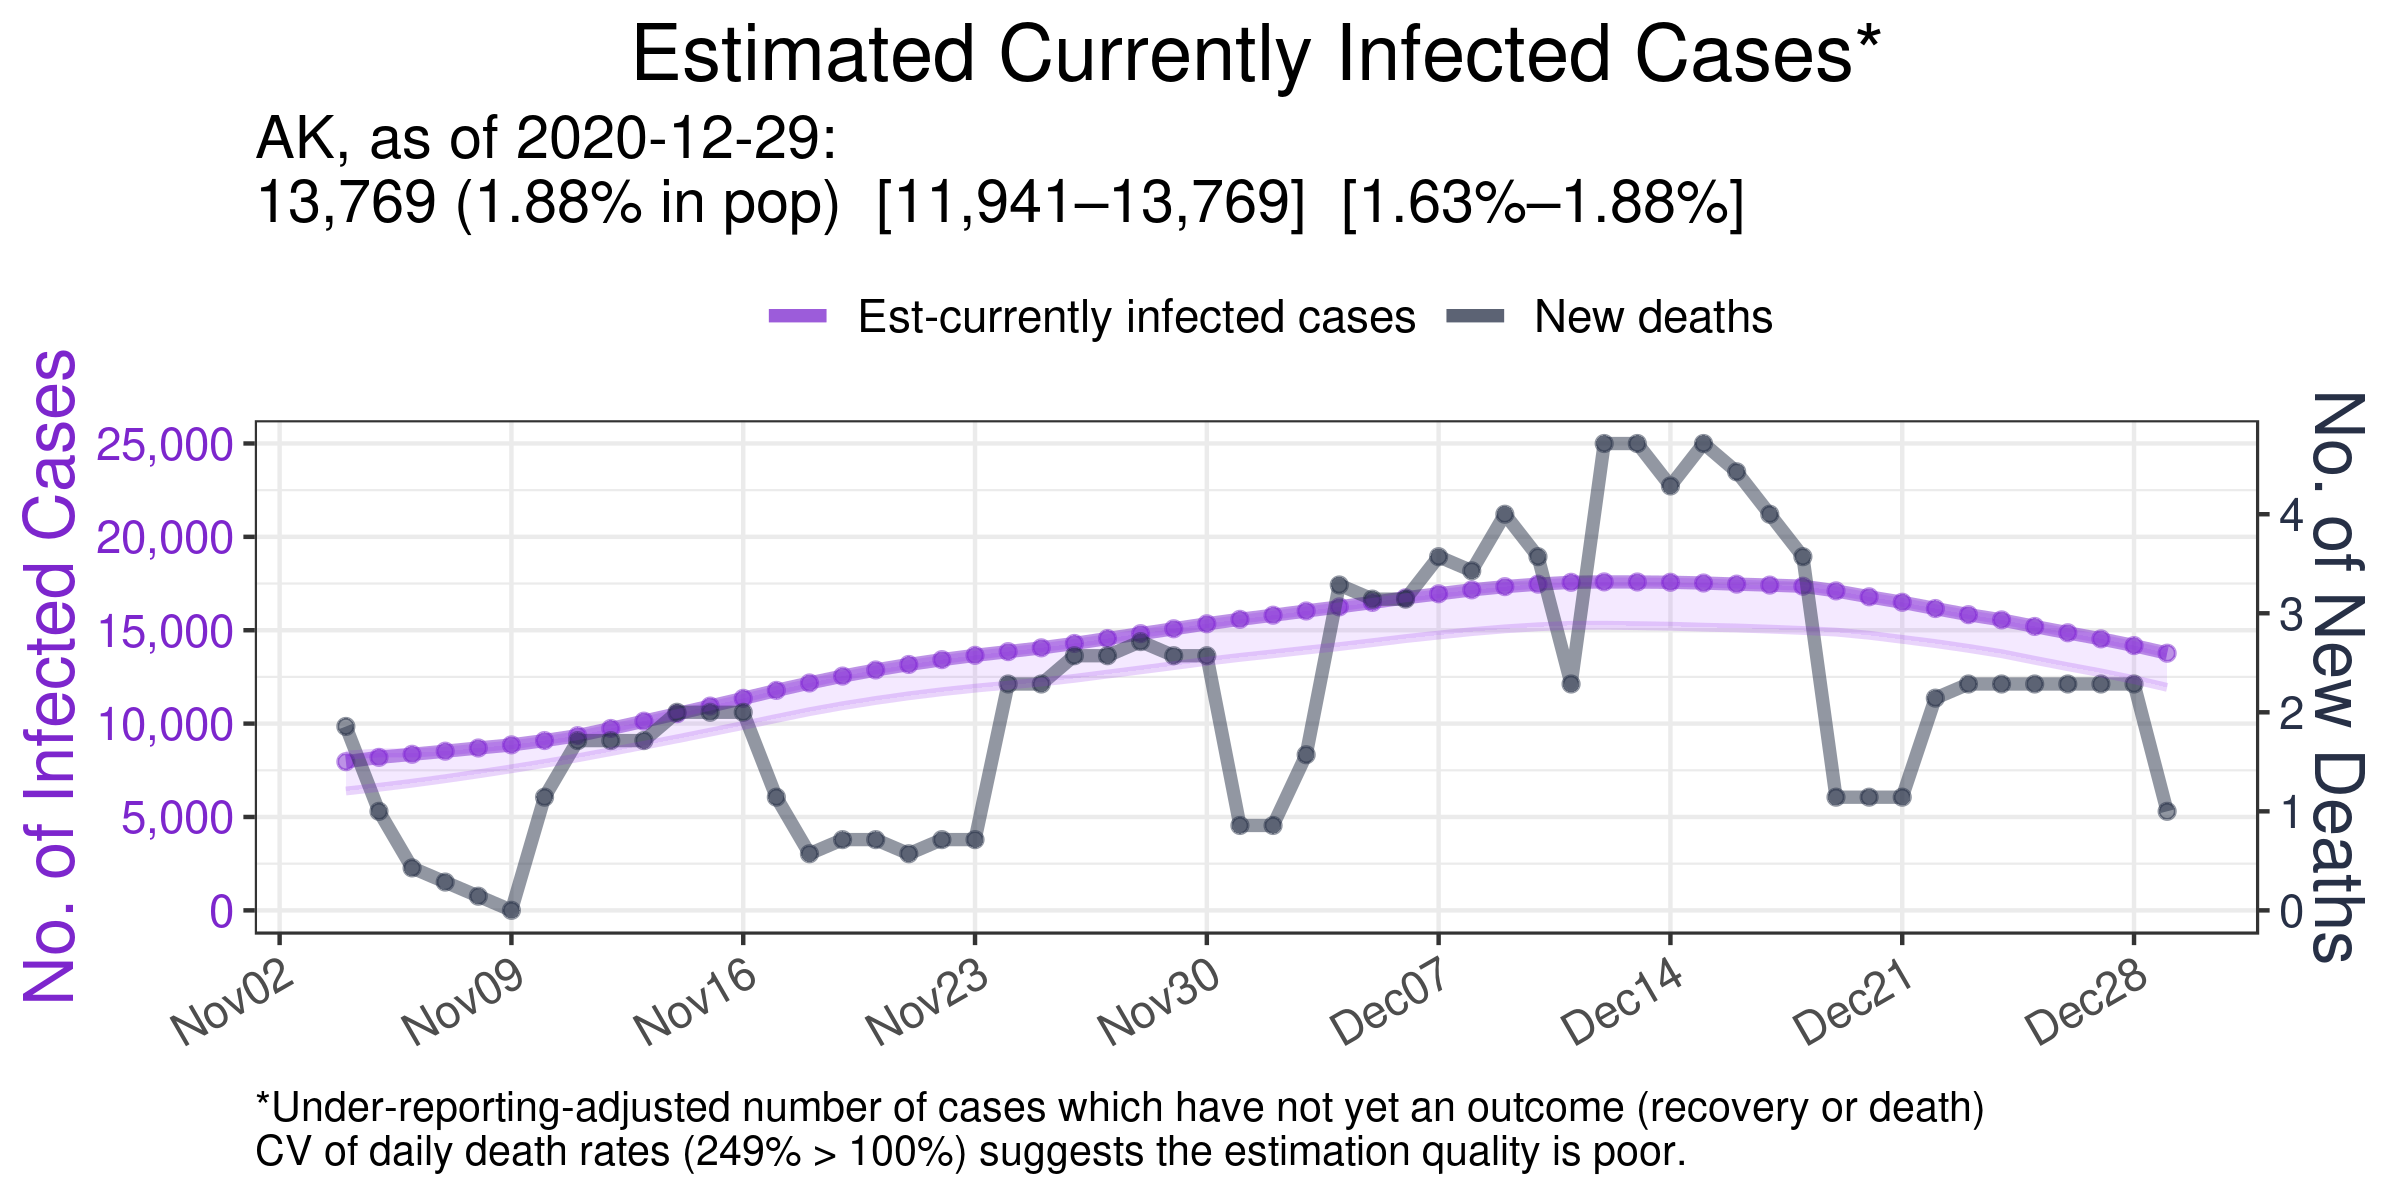 Estimated Currently Infected Cases*
AK, as of 2020-12-29:
13,769 (1.88% in pop)  [11,941–13,769]  [1.63%–1.88%]
Est-currently infected cases
New deaths
No. of Infected Cases
25,000
20,000
15,000
10,000
5,000
0
No. of New Deaths
4
3
2
1
0
Nov02
Nov09
Nov16
Nov23
Nov30
Dec07
Dec14
Dec21
Dec28
*Under-reporting-adjusted number of cases which have not yet an outcome (recovery or death)
CV of daily death rates (249% > 100%) suggests the estimation quality is poor.